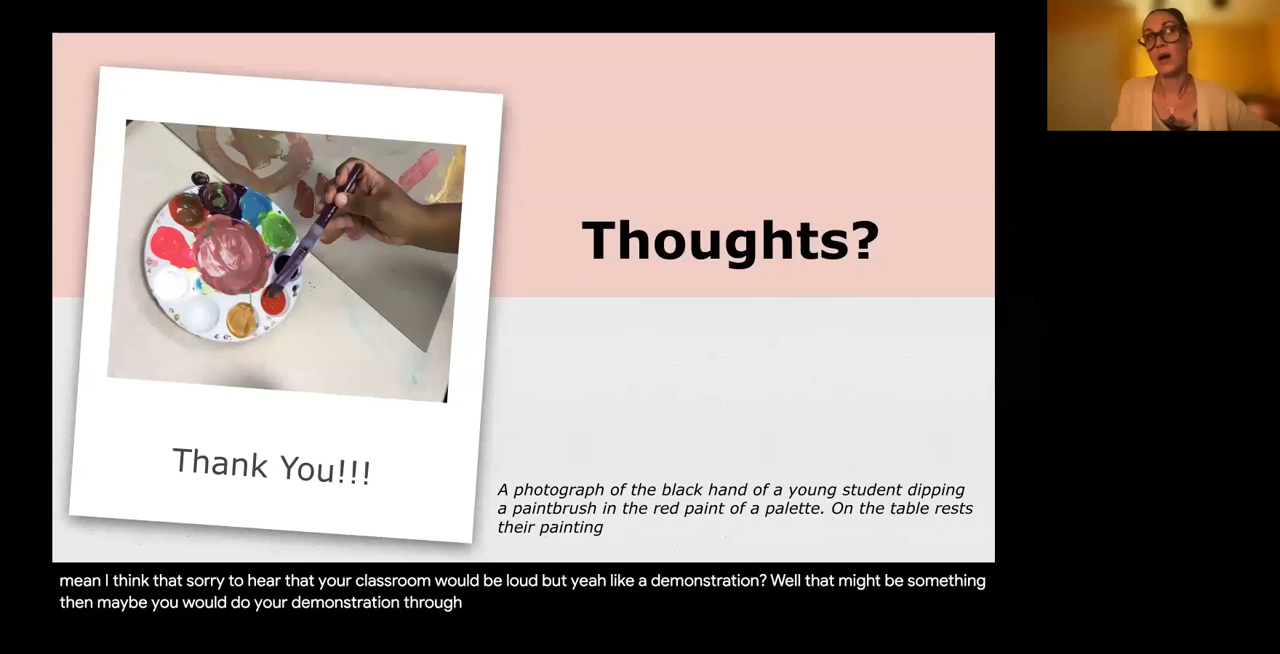 Thoughts?
Thank You!!!
A photograph of the black hand of a young student dipping
a paintbrush in the red paint of a palette. On the table rests
their painting
mean I think that sorry to hear that your classroom would be loud but yeah like a demonstration? Well that might be something
then maybe you would do your demonstration through